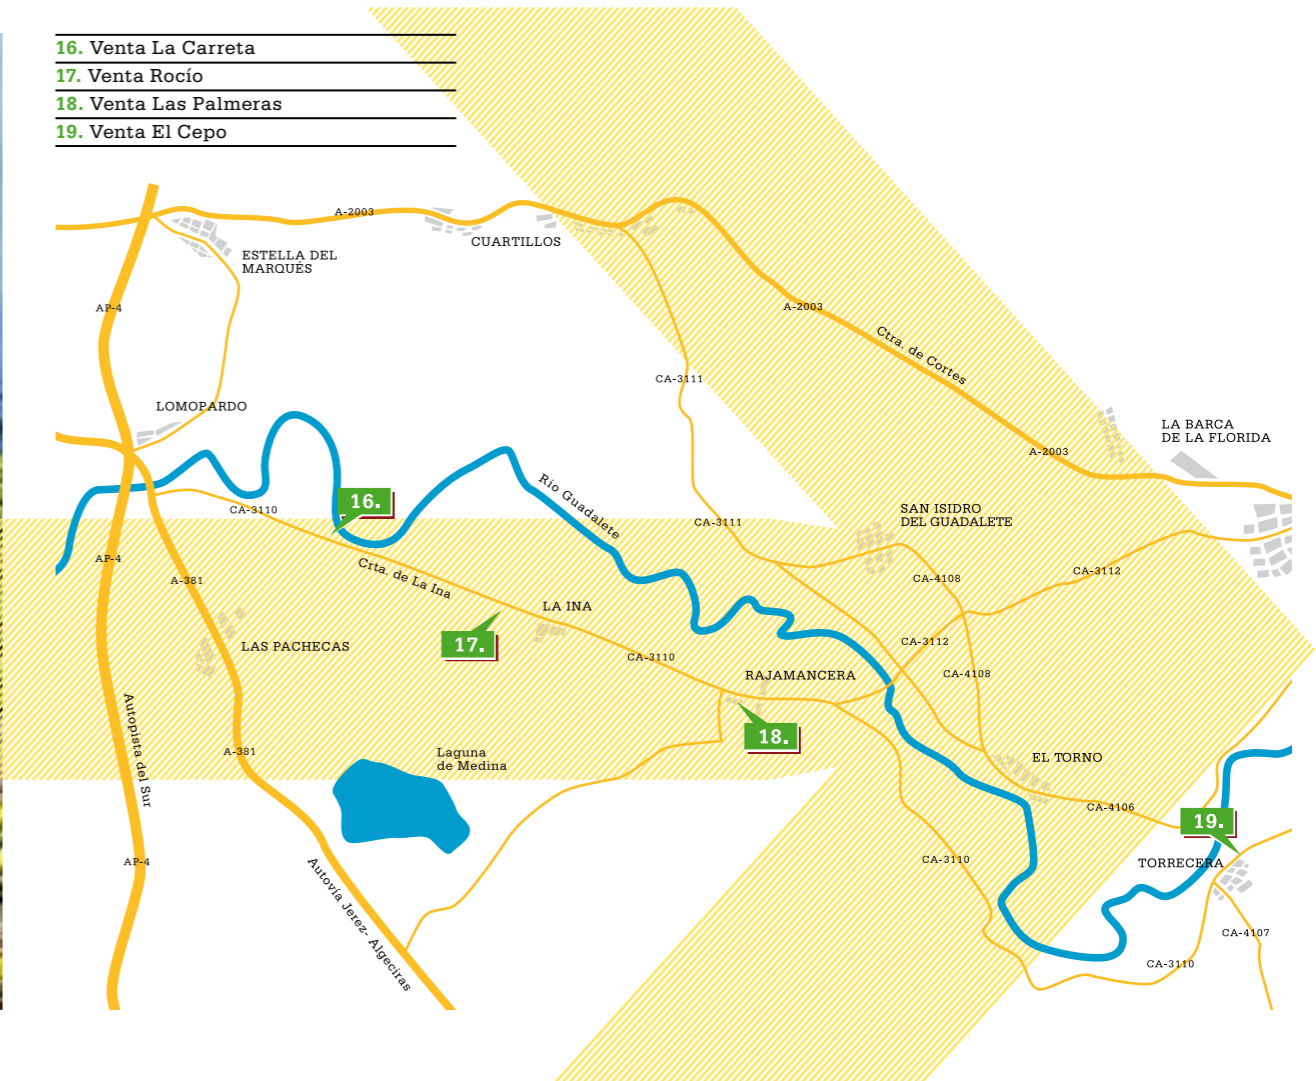 16. Venta La Carreta
17. Venta Rocío
18. Venta Las Palmeras
19. Venta El Cepo
A-2003
CUARTILLOS
ESTELLA DEL
MARQUÉS
AP-4
A-2003
Ctra. de Cortes
CA-3111
LOMOPARDO
LA BARCA
DE LA FLORIDA
A-2003
Río Guadalete
16.
CA-3110
SAN ISIDRO
DEL GUADALETE
CA-3111
AP-4
A-381
Crta. de La Ina
CA-4108
CA-3112
LA INA
17.
LAS PACHECAS
CA-3110
CA-3112
RAJAMANCERA
CA-4108
Autopista del Sur
18.
A-381
Laguna
de Medina
EL TORNO
CA-4106
19.
AP-4
CA-3110
TORRECERA
Autovía Jerez- Algeciras
CA-4107
CA-3110